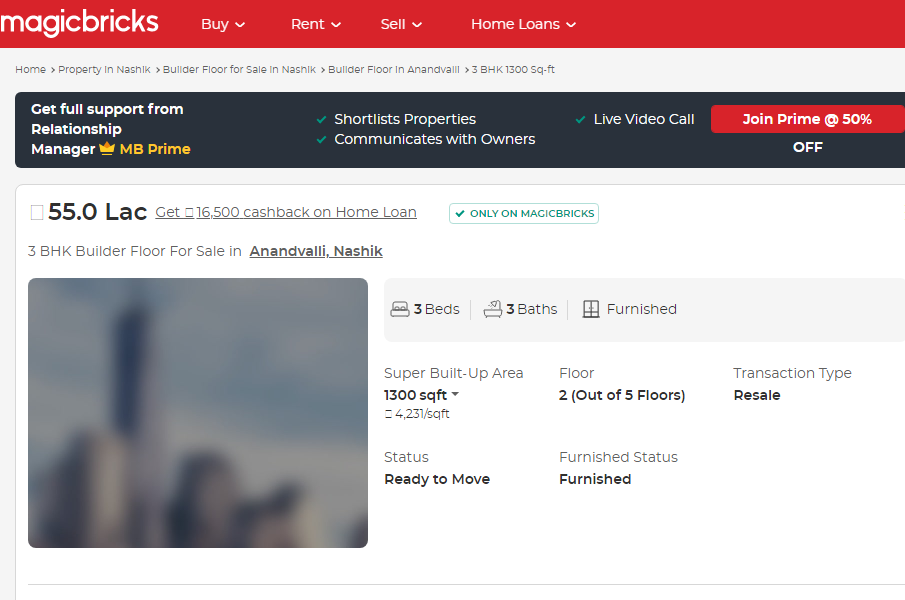 magicbricks
Buy Rent Sell Home Loans
Home > Property in Nashik > Builder Floor for Sale in Nashik > Builder Floor in Anandvalli > 3 BHK 1300 Sq-ft
Get full support from
Relationship
Manager MB Prime
Shortlists Properties
Communicates with Owners
Live Video Call
Join Prime @ 50%
OFF
55.0 Lac Get 16,500 cashback on Home Loan
ONLY ON MAGICBRICKS
3 BHK Builder Floor For Sale in Anandvalli, Nashik
3 Beds 3 Baths Furnished
Super Built-Up Area Floor Transaction Type
1300 sqft 2 (Out of 5 Floors) Resale
4,231/sqft
Status Furnished Status
Ready to Move Furnished